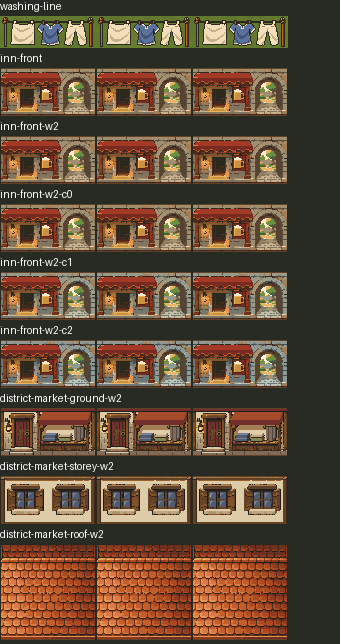 washing-line
inn-front
inn-front-w2
inn-front-w2-c0
inn-front-w2-c1
inn-front-w2-c2
district-market-ground-w2
district-market-storey-w2
district-market-roof-w2